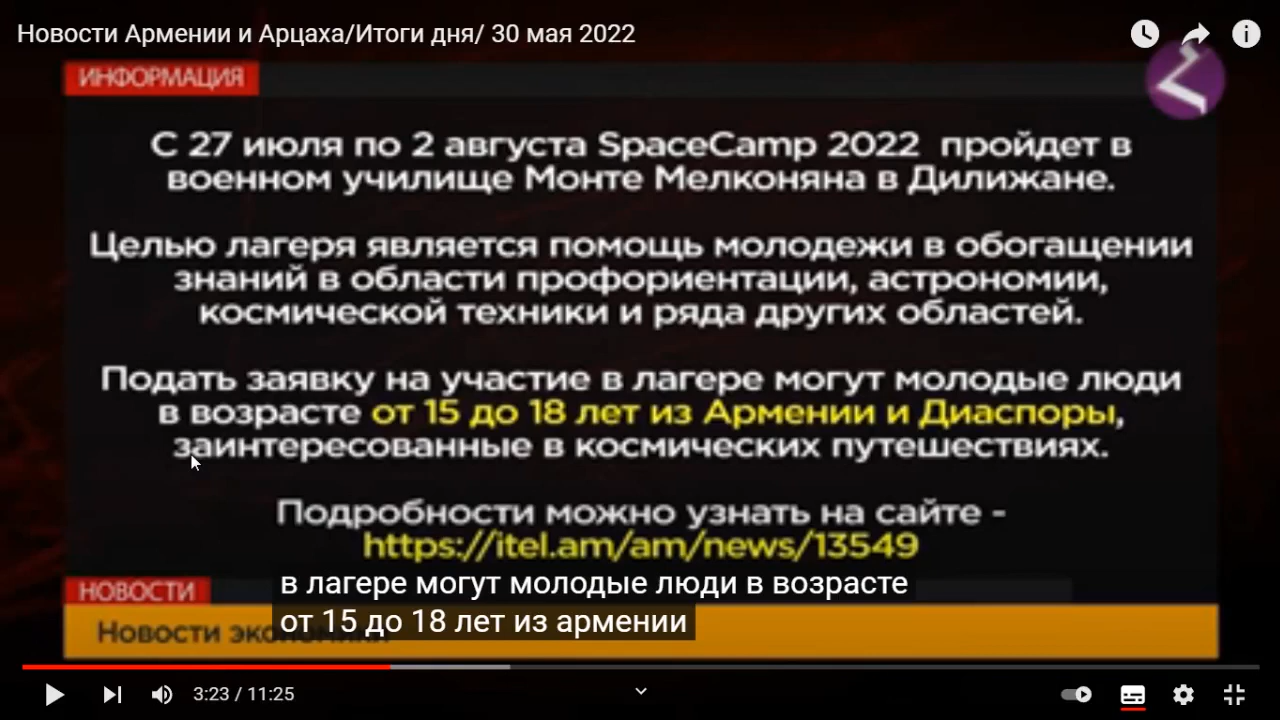 Новости Армении и Арцаха/Итоги дня/ 30 мая 2022
ИНФОРМАЦИЯ
С 27 июля по 2 августа SpaceCamp 2022 пройдет в
военном училище Монте Мелконяна в Дилижане.
Целью лагеря является помощь молодежи в обогащении
знаний в области профориентации, астрономии,
космической техники и ряда других областей.
Подать заявку на участие в лагере могут молодые люди
в возрасте от 15 до 18 лет из Армении и Диаспоры,
заинтересованные в космических путешествиях.
Подробности можно узнать на сайте -
https://itel.am/am/news/13549
в лагере могут молодые люди в возрасте
НОВОСТИ
от 15 до 18 лет из армении
Новости экономики
3:23 / 11:25